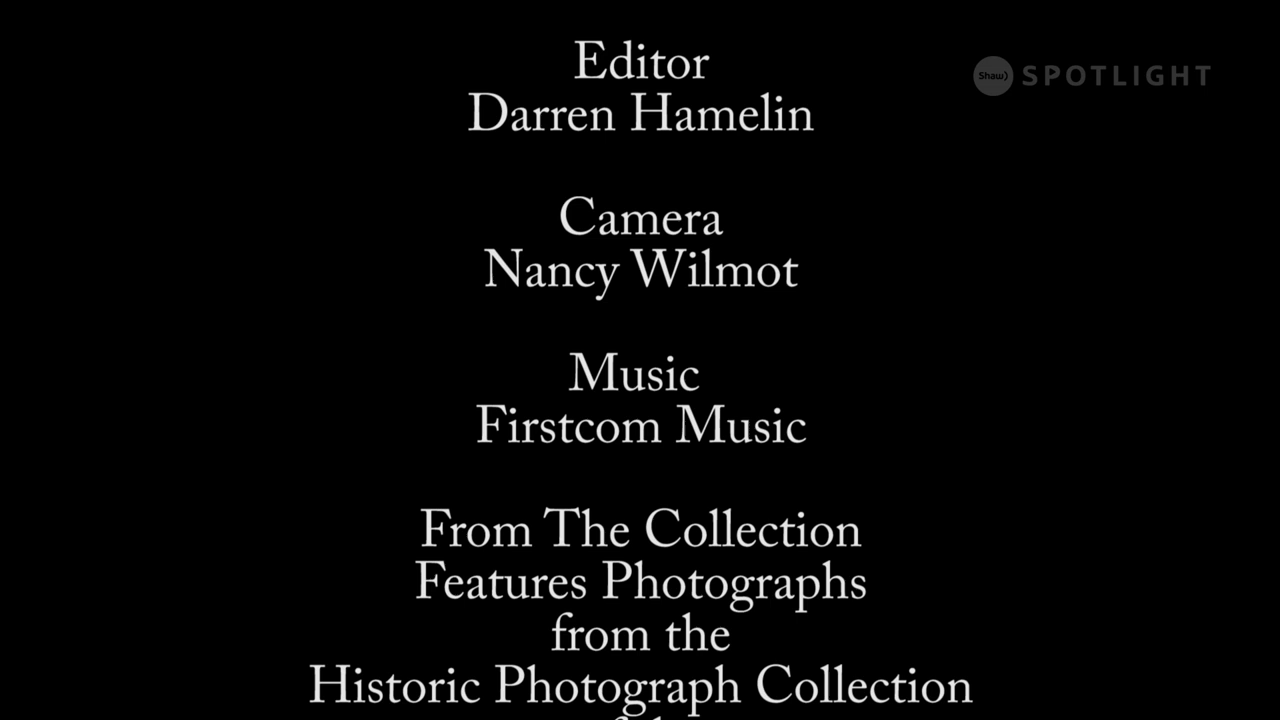 Editor
Darren Hamelin
Shaw) SPOTLIGHT
Camera
Nancy Wilmot
Music
Firstcom Music
From The Collection
Features Photographs
from the
Historic Photograph Collection